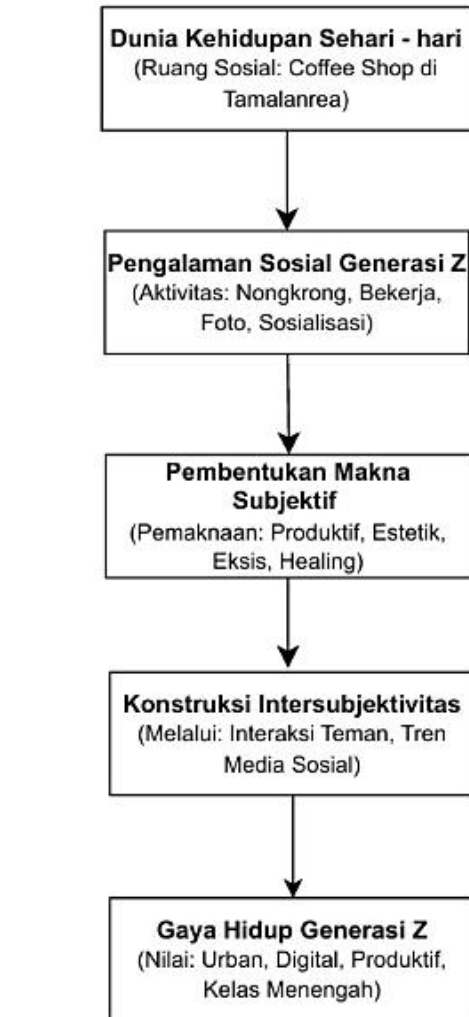 Dunia Kehidupan Sehari - hari
(Ruang Sosial: Coffee Shop di
Tamalanrea)
Pengalaman Sosial Generasi Z
(Aktivitas: Nongkrong, Bekerja,
Foto, Sosialisasi)
Pembentukan Makna
Subjektif
(Pemaknaan: Produktif, Estetik,
Eksis, Healing)
Konstruksi Intersubjektivitas
(Melalui: Interaksi Teman, Tren
Media Sosial)
Gaya Hidup Generasi Z
(Nilai: Urban, Digital, Produktif,
Kelas Menengah)